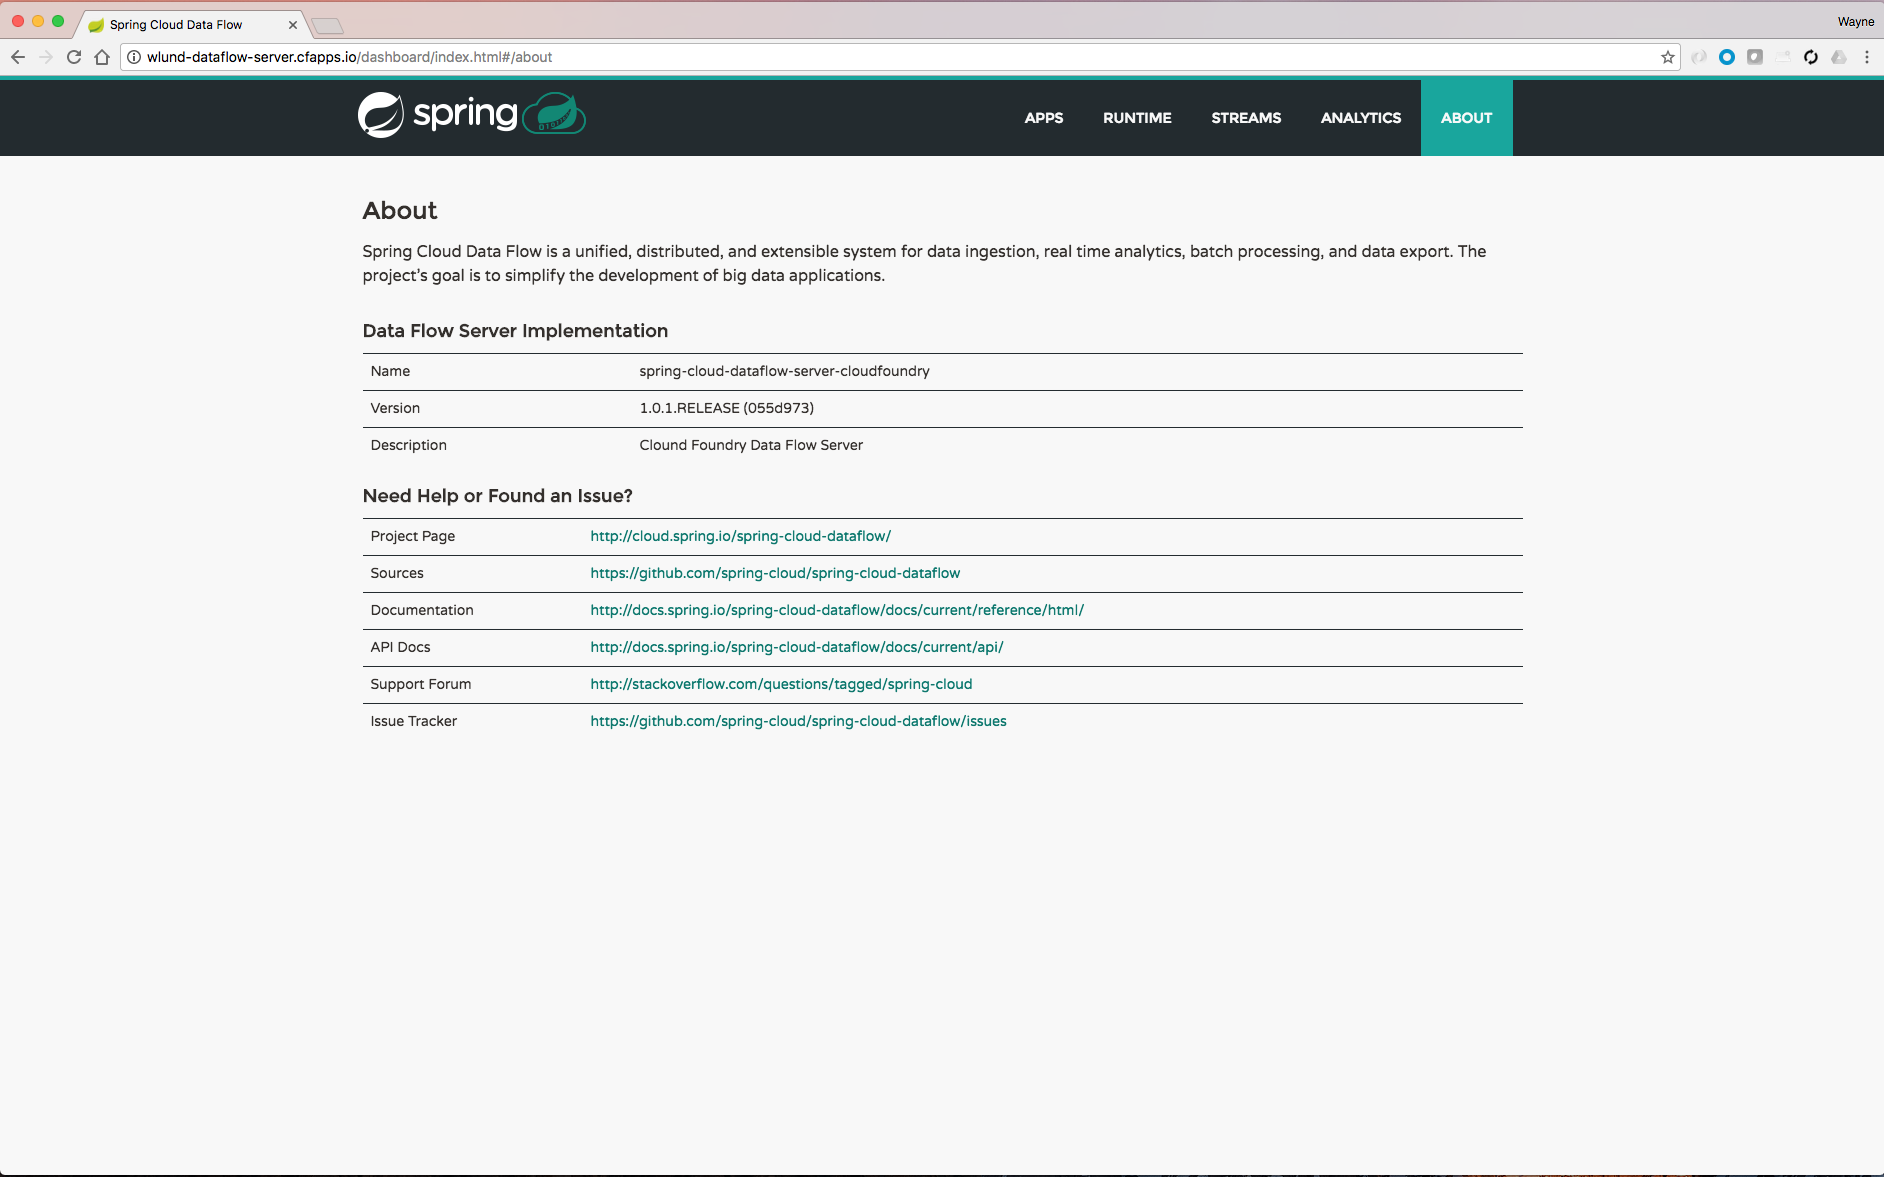 Spring Cloud Data Flow
Wayne
wlund-dataflow-server.cfapps.io/dashboard/index.html#/about
spring
APPS RUNTIME STREAMS ANALYTICS ABOUT
About
Spring Cloud Data Flow is a unified, distributed, and extensible system for data ingestion, real time analytics, batch processing, and data export. The
project's goal is to simplify the development of big data applications.
Data Flow Server Implementation
Name spring-cloud-dataflow-server-cloudfoundry
Version 1.0.1.RELEASE (055d973)
Description Clound Foundry Data Flow Server
Need Help or Found an Issue?
Project Page http://cloud.spring.io/spring-cloud-dataflow/
Sources https://github.com/spring-cloud/spring-cloud-dataflow
Documentation http://docs.spring.io/spring-cloud-dataflow/docs/current/reference/html/
API Docs http://docs.spring.io/spring-cloud-dataflow/docs/current/api/
Support Forum http://stackoverflow.com/questions/tagged/spring-cloud
Issue Tracker https://github.com/spring-cloud/spring-cloud-dataflow/issues